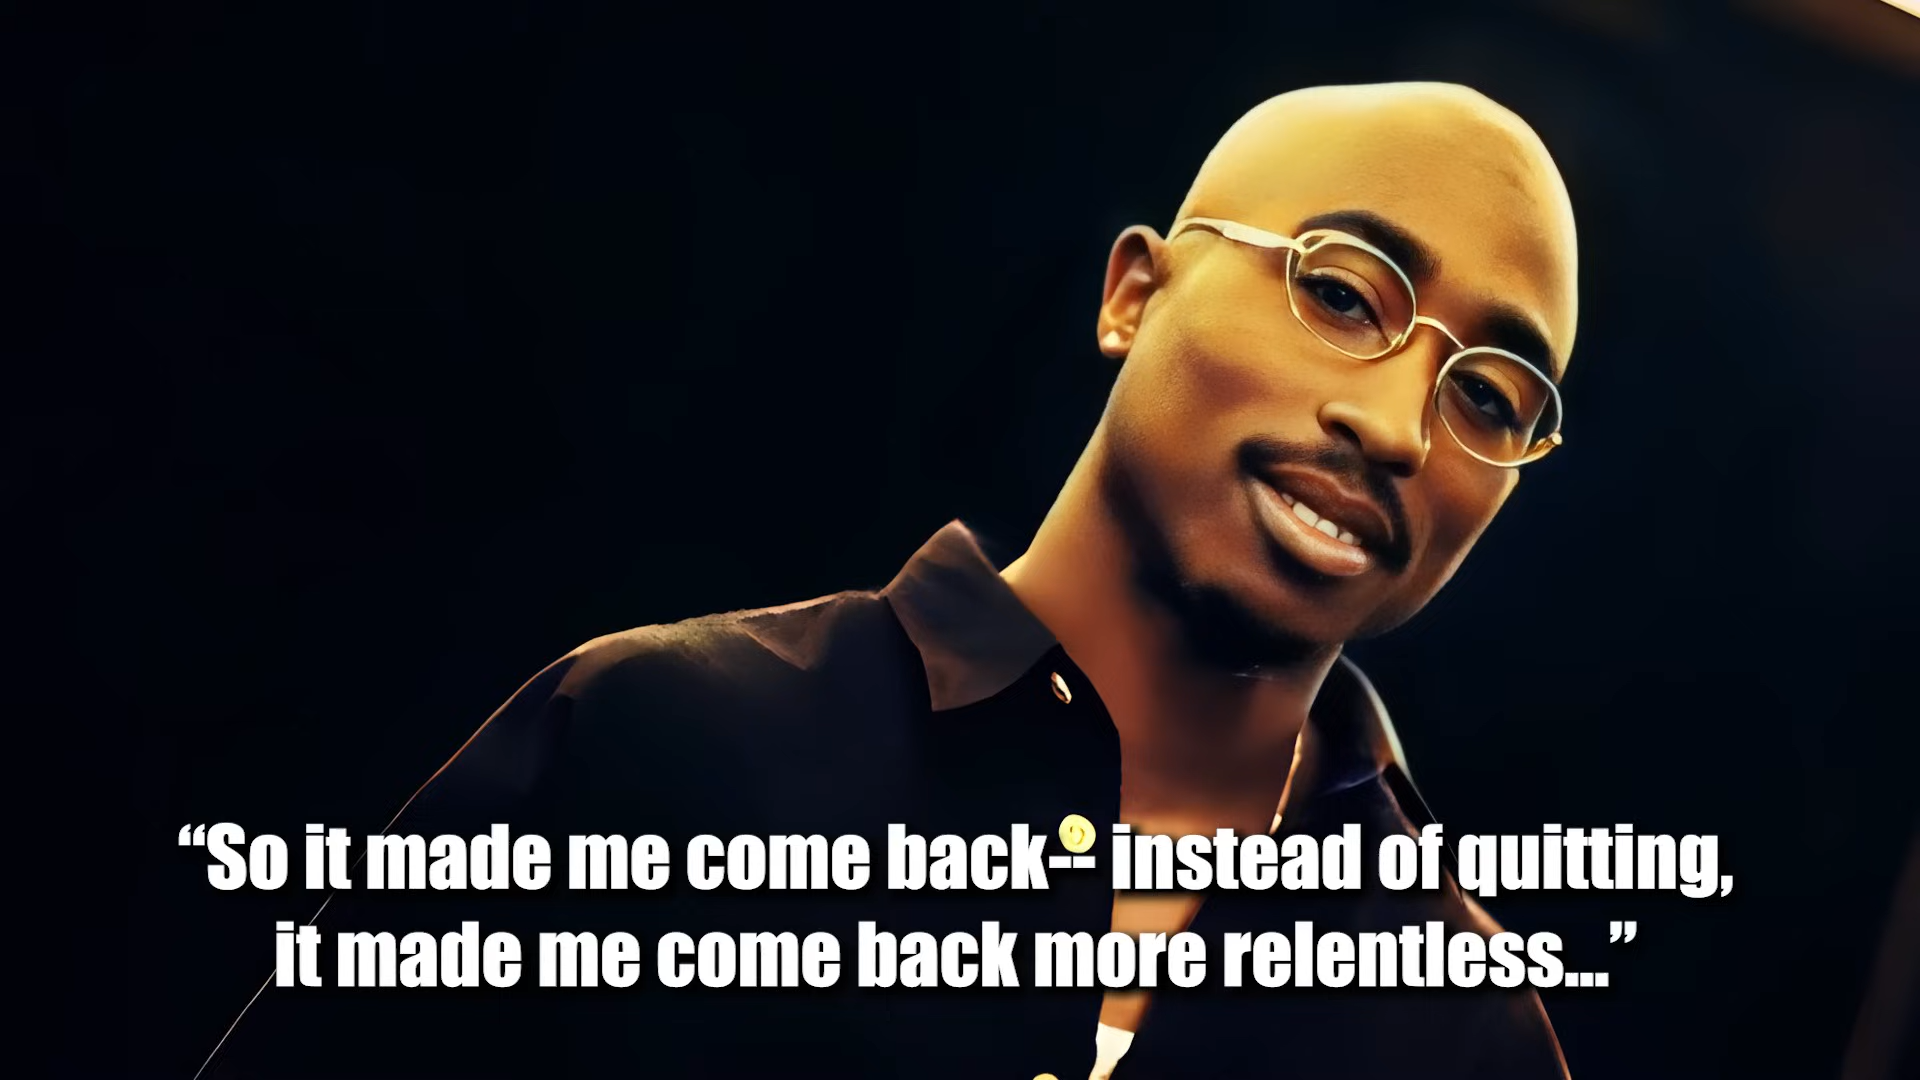 “So it made me come back-- instead of quitting,
it made me come back more relentless...”